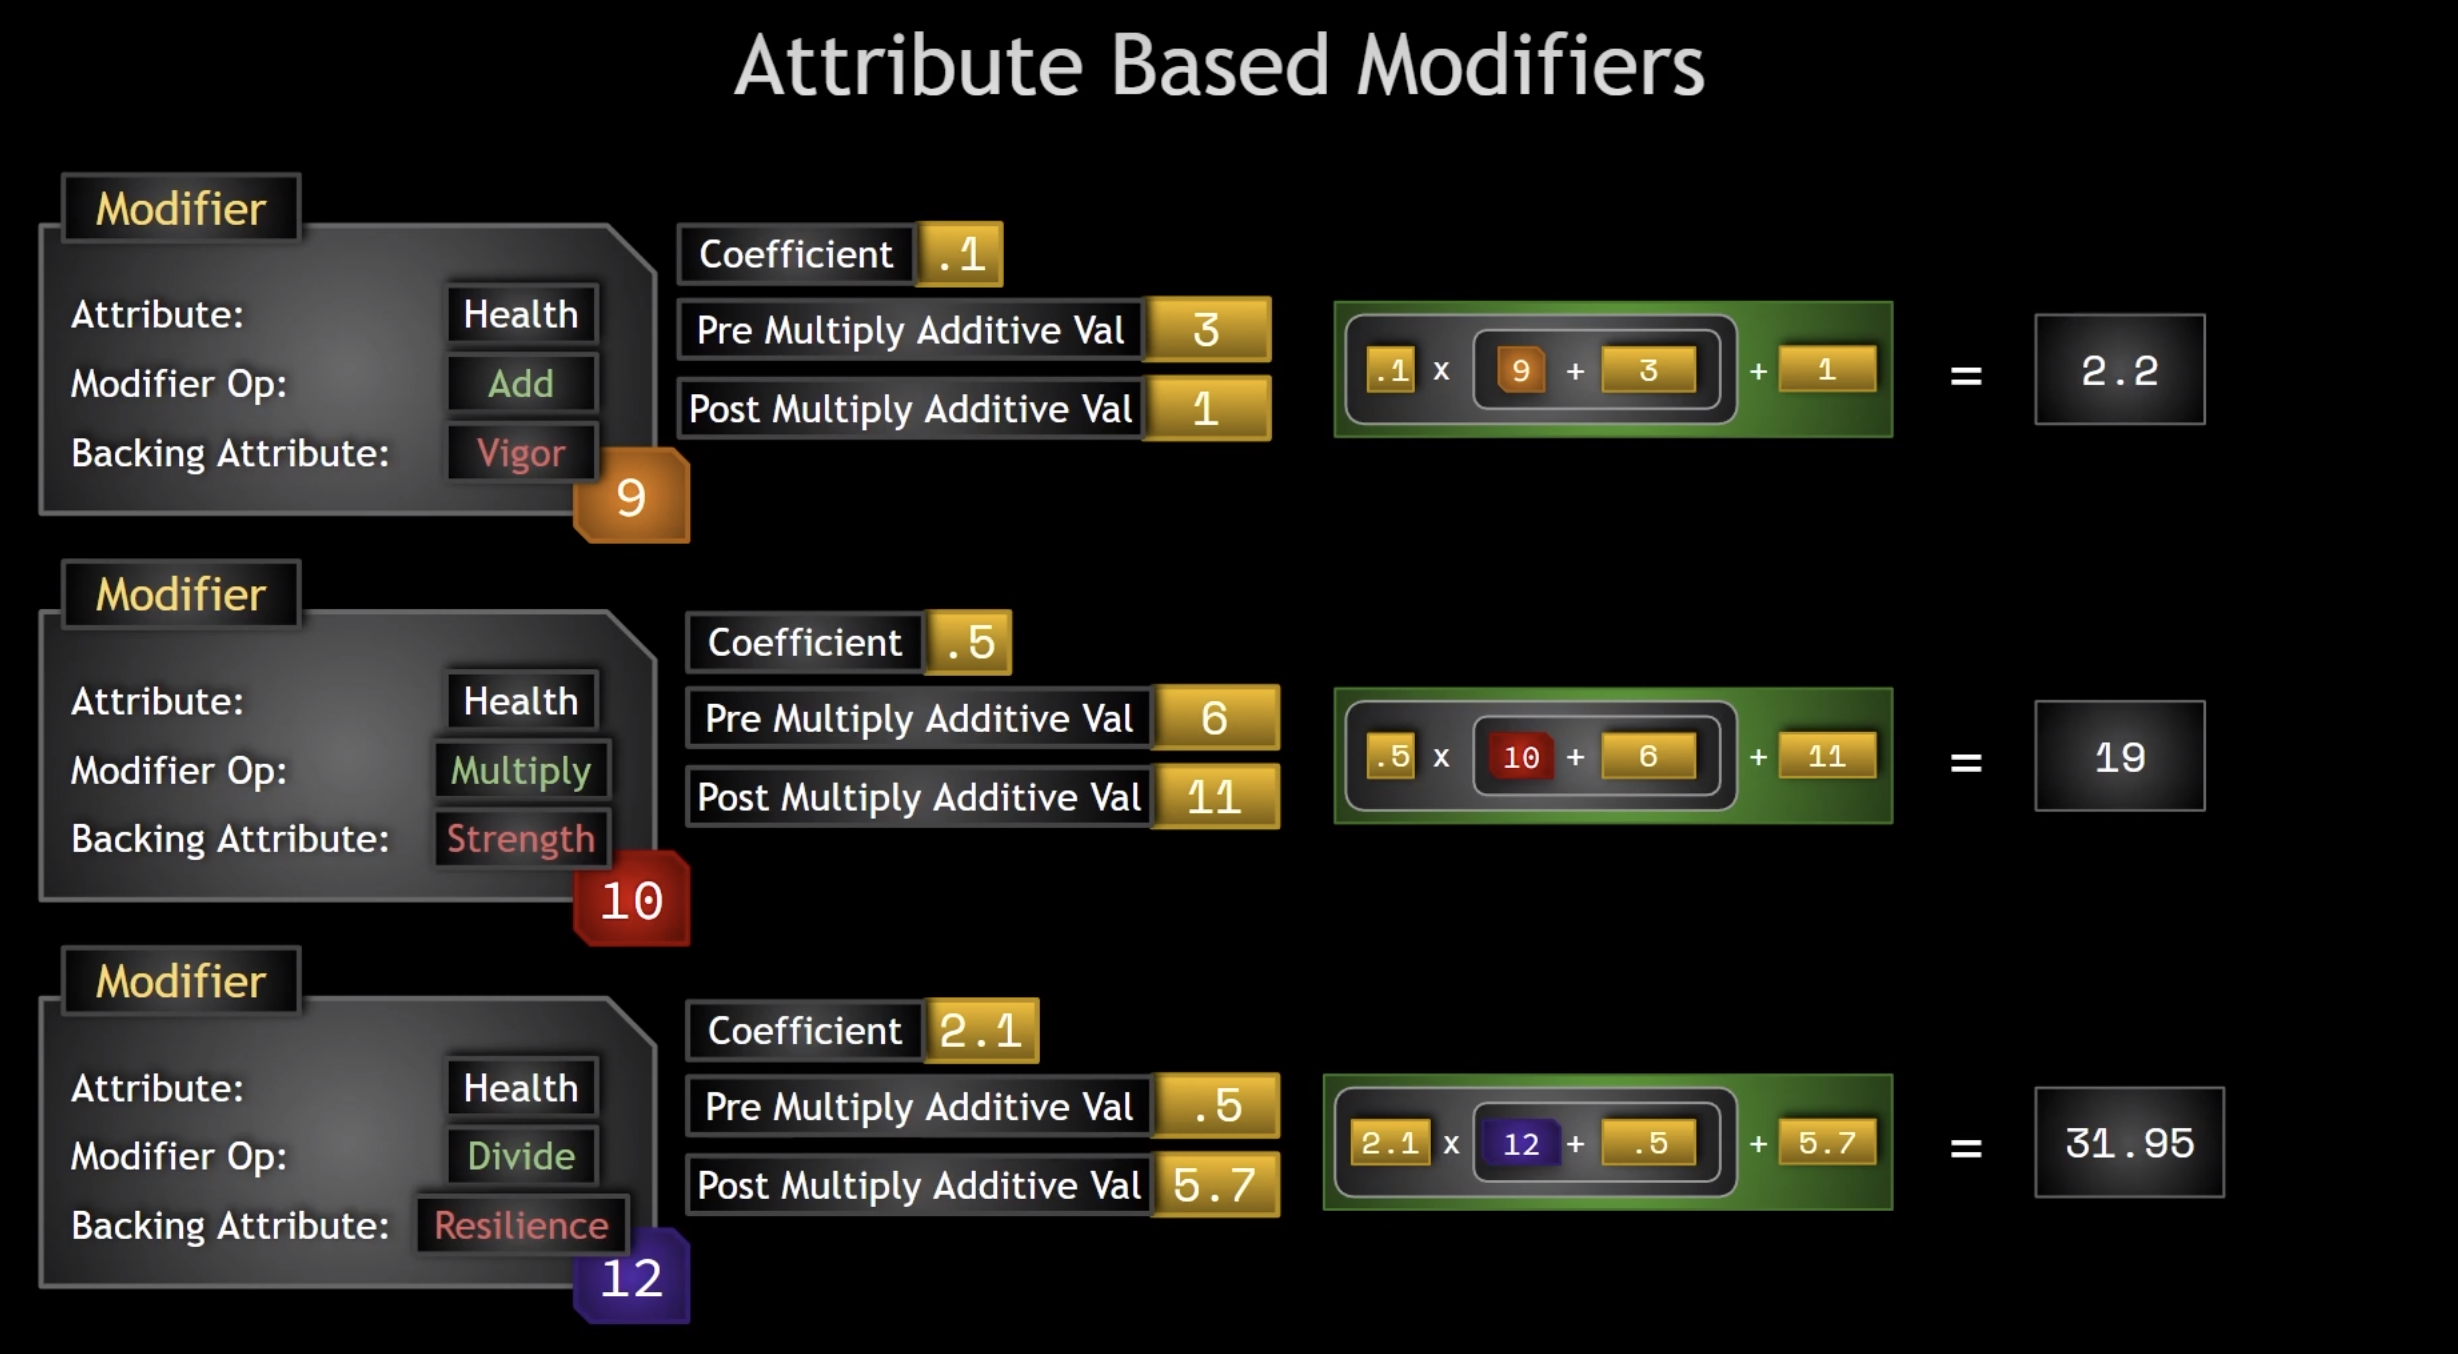 Attribute Based Modifiers
Modifier
Attribute: Health
Modifier Op: Add
Backing Attribute: Vigor
9
Coefficient .1
Pre Multiply Additive Val 3
Post Multiply Additive Val 1
.1 x 9 + 3 + 1 = 2.2
Modifier
Attribute: Health
Modifier Op: Multiply
Backing Attribute: Strength
10
Coefficient .5
Pre Multiply Additive Val 6
Post Multiply Additive Val 11
.5 x 10 + 6 + 11 = 19
Modifier
Attribute: Health
Modifier Op: Divide
Backing Attribute: Resilience
12
Coefficient 2.1
Pre Multiply Additive Val .5
Post Multiply Additive Val 5.7
2.1 x 12 + .5 + 5.7 = 31.95